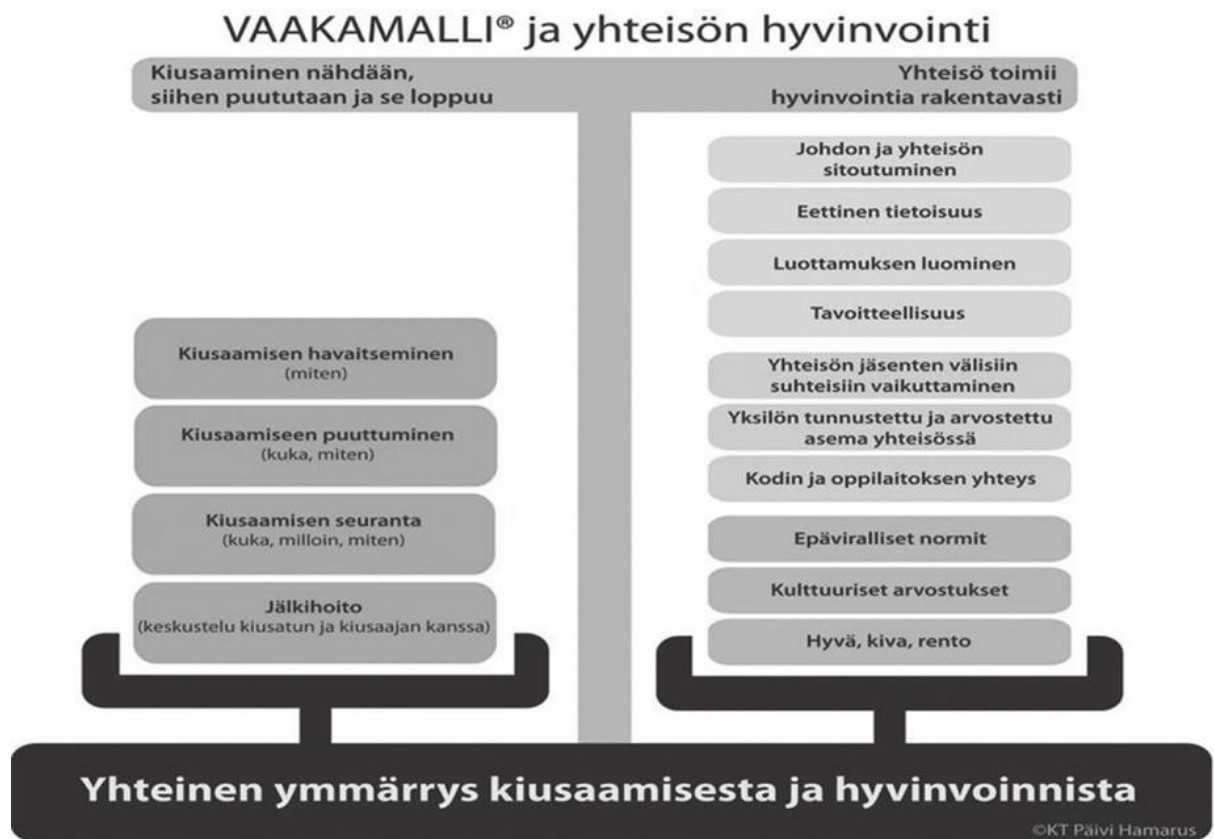 VAAKAMALLI® ja yhteisön hyvinvointi
Kiusaaminen nähdään,
siihen puututaan ja se loppuu
Yhteisö toimii
hyvinvointia rakentavasti
Kiusaamisen havaitseminen
(miten)
Kiusaamiseen puuttuminen
(kuka, miten)
Kiusaamisen seuranta
(kuka, milloin, miten)
Jälkihoito
(keskustelu kiusatun ja kiusaajan kanssa)
Johdon ja yhteisön
sitoutuminen
Eettinen tietoisuus
Luottamuksen luominen
Tavoitteellisuus
Yhteisön jäsenten välisiin
suhteisiin vaikuttaminen
Yksilön tunnustettu ja arvostettu
asema yhteisössä
Kodin ja oppilaitoksen yhteys
Epäviralliset normit
Kulttuuriset arvostukset
Hyvä, kiva, rento
Yhteinen ymmärrys kiusaamisesta ja hyvinvoinnista
©KT Päivi Hamarus